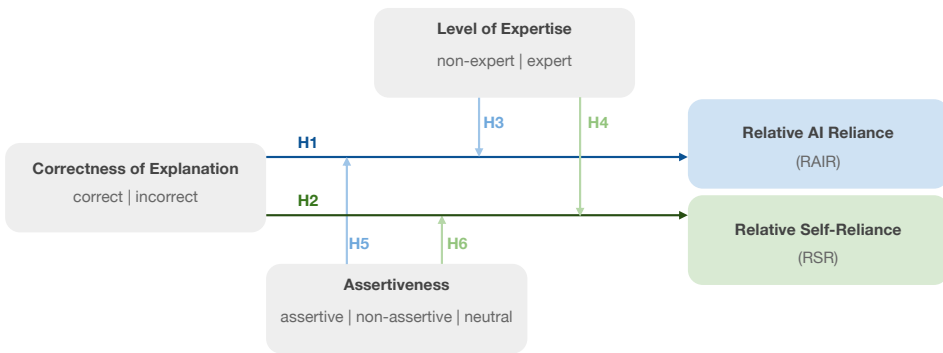 Level of Expertise
non-expert | expert
H3
H4
H1
Relative AI Reliance
(RAIR)
Correctness of Explanation
correct | incorrect
H2
Relative Self-Reliance
(RSR)
H5
H6
Assertiveness
assertive | non-assertive | neutral